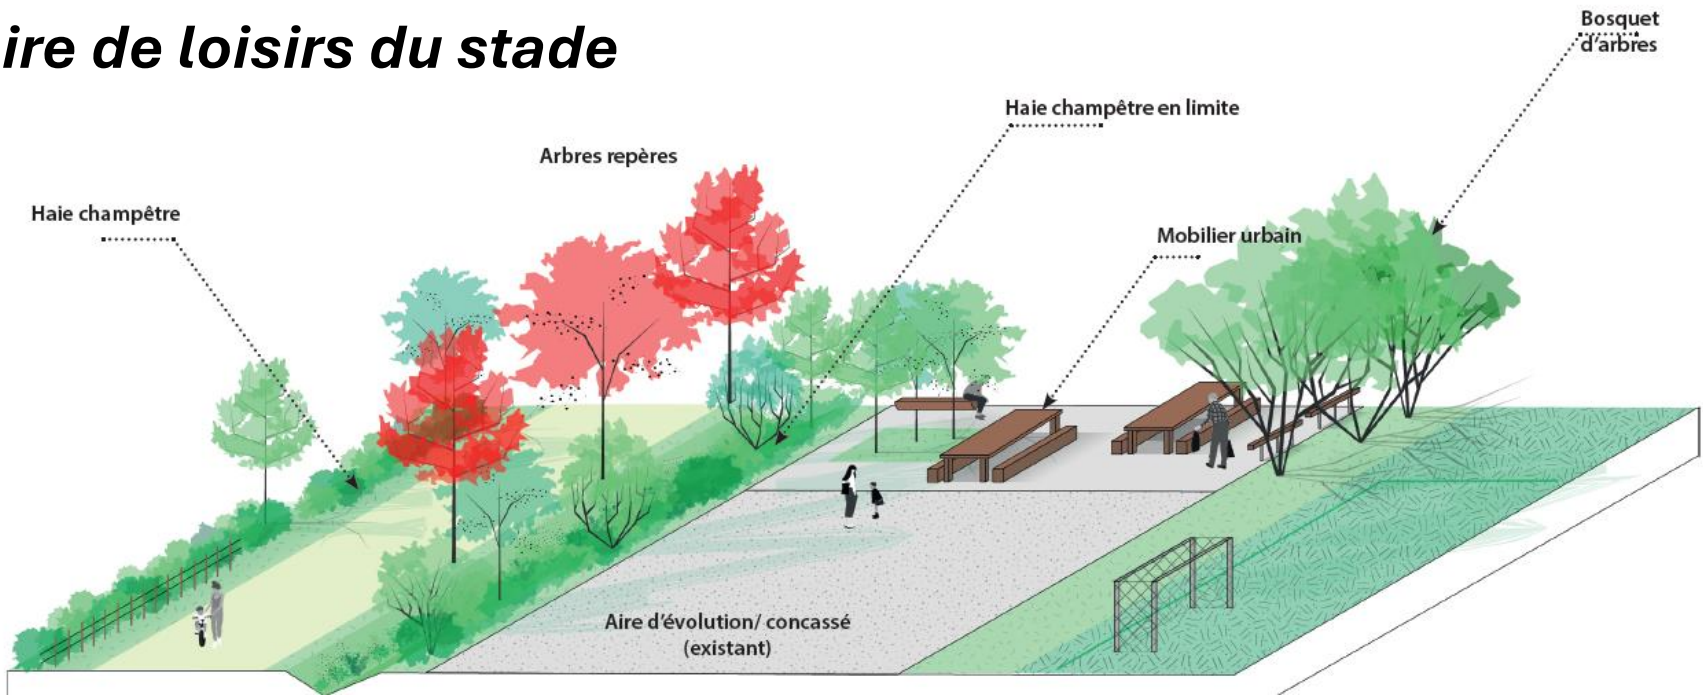 ire de loisirs du stade
Bosquet
d'arbres
Haie champêtre en limite
Arbres repères
Haie champêtre
Mobilier urbain
Aire d'évolution/ concassé
(existant)